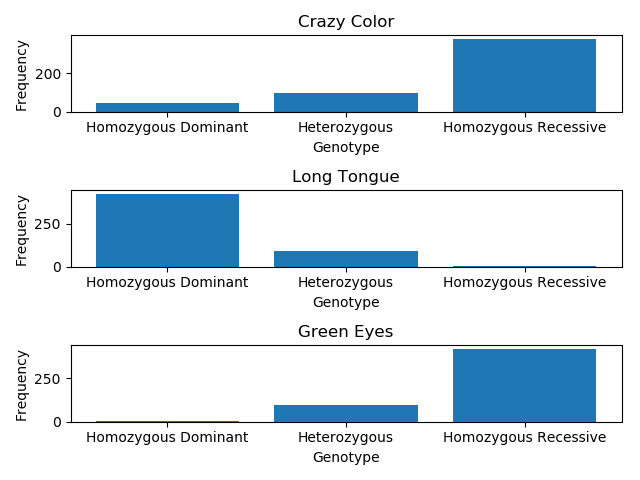 Crazy Color
Frequency
200
0
Homozygous Dominant Heterozygous Homozygous Recessive
Genotype
Long Tongue
Frequency
250
0
Homozygous Dominant Heterozygous Homozygous Recessive
Genotype
Green Eyes
Frequency
250
0
Homozygous Dominant Heterozygous Homozygous Recessive
Genotype